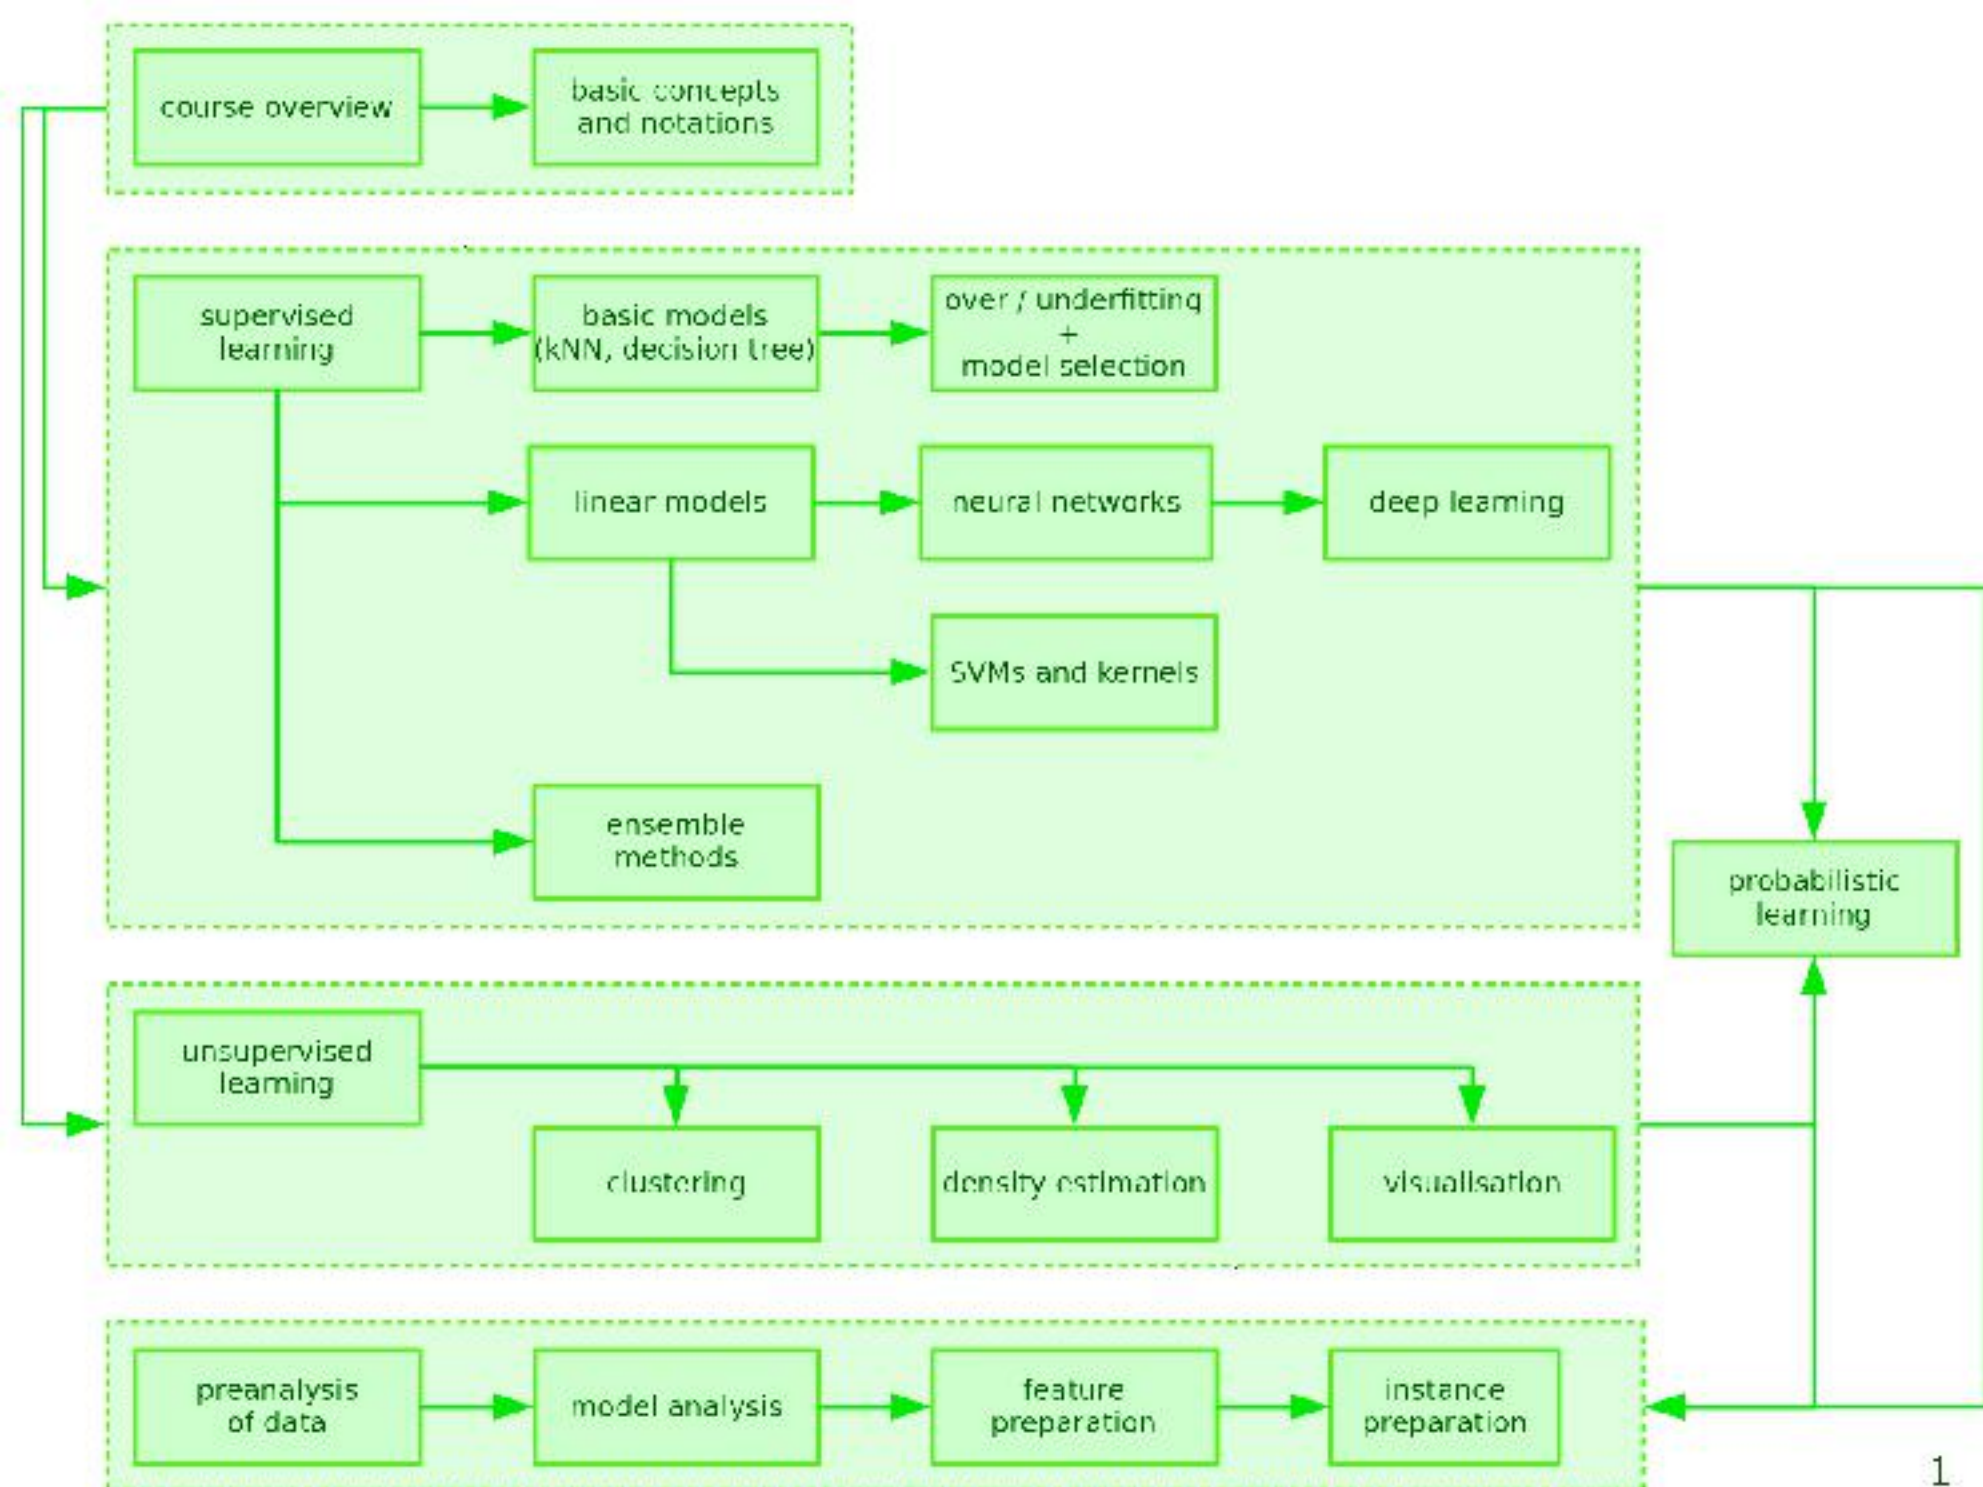 course overview
basic concepts
and notations
supervised
learning
basic models
(kNN, decision tree)
over / underfitting
+
model selection
linear models
neural networks
deep learning
SVMs and kernels
ensemble
methods
probabilistic
learning
unsupervised
learning
clustering
density estimation
visualisation
preanalysis
of data
model analysis
feature
preparation
instance
preparation
1